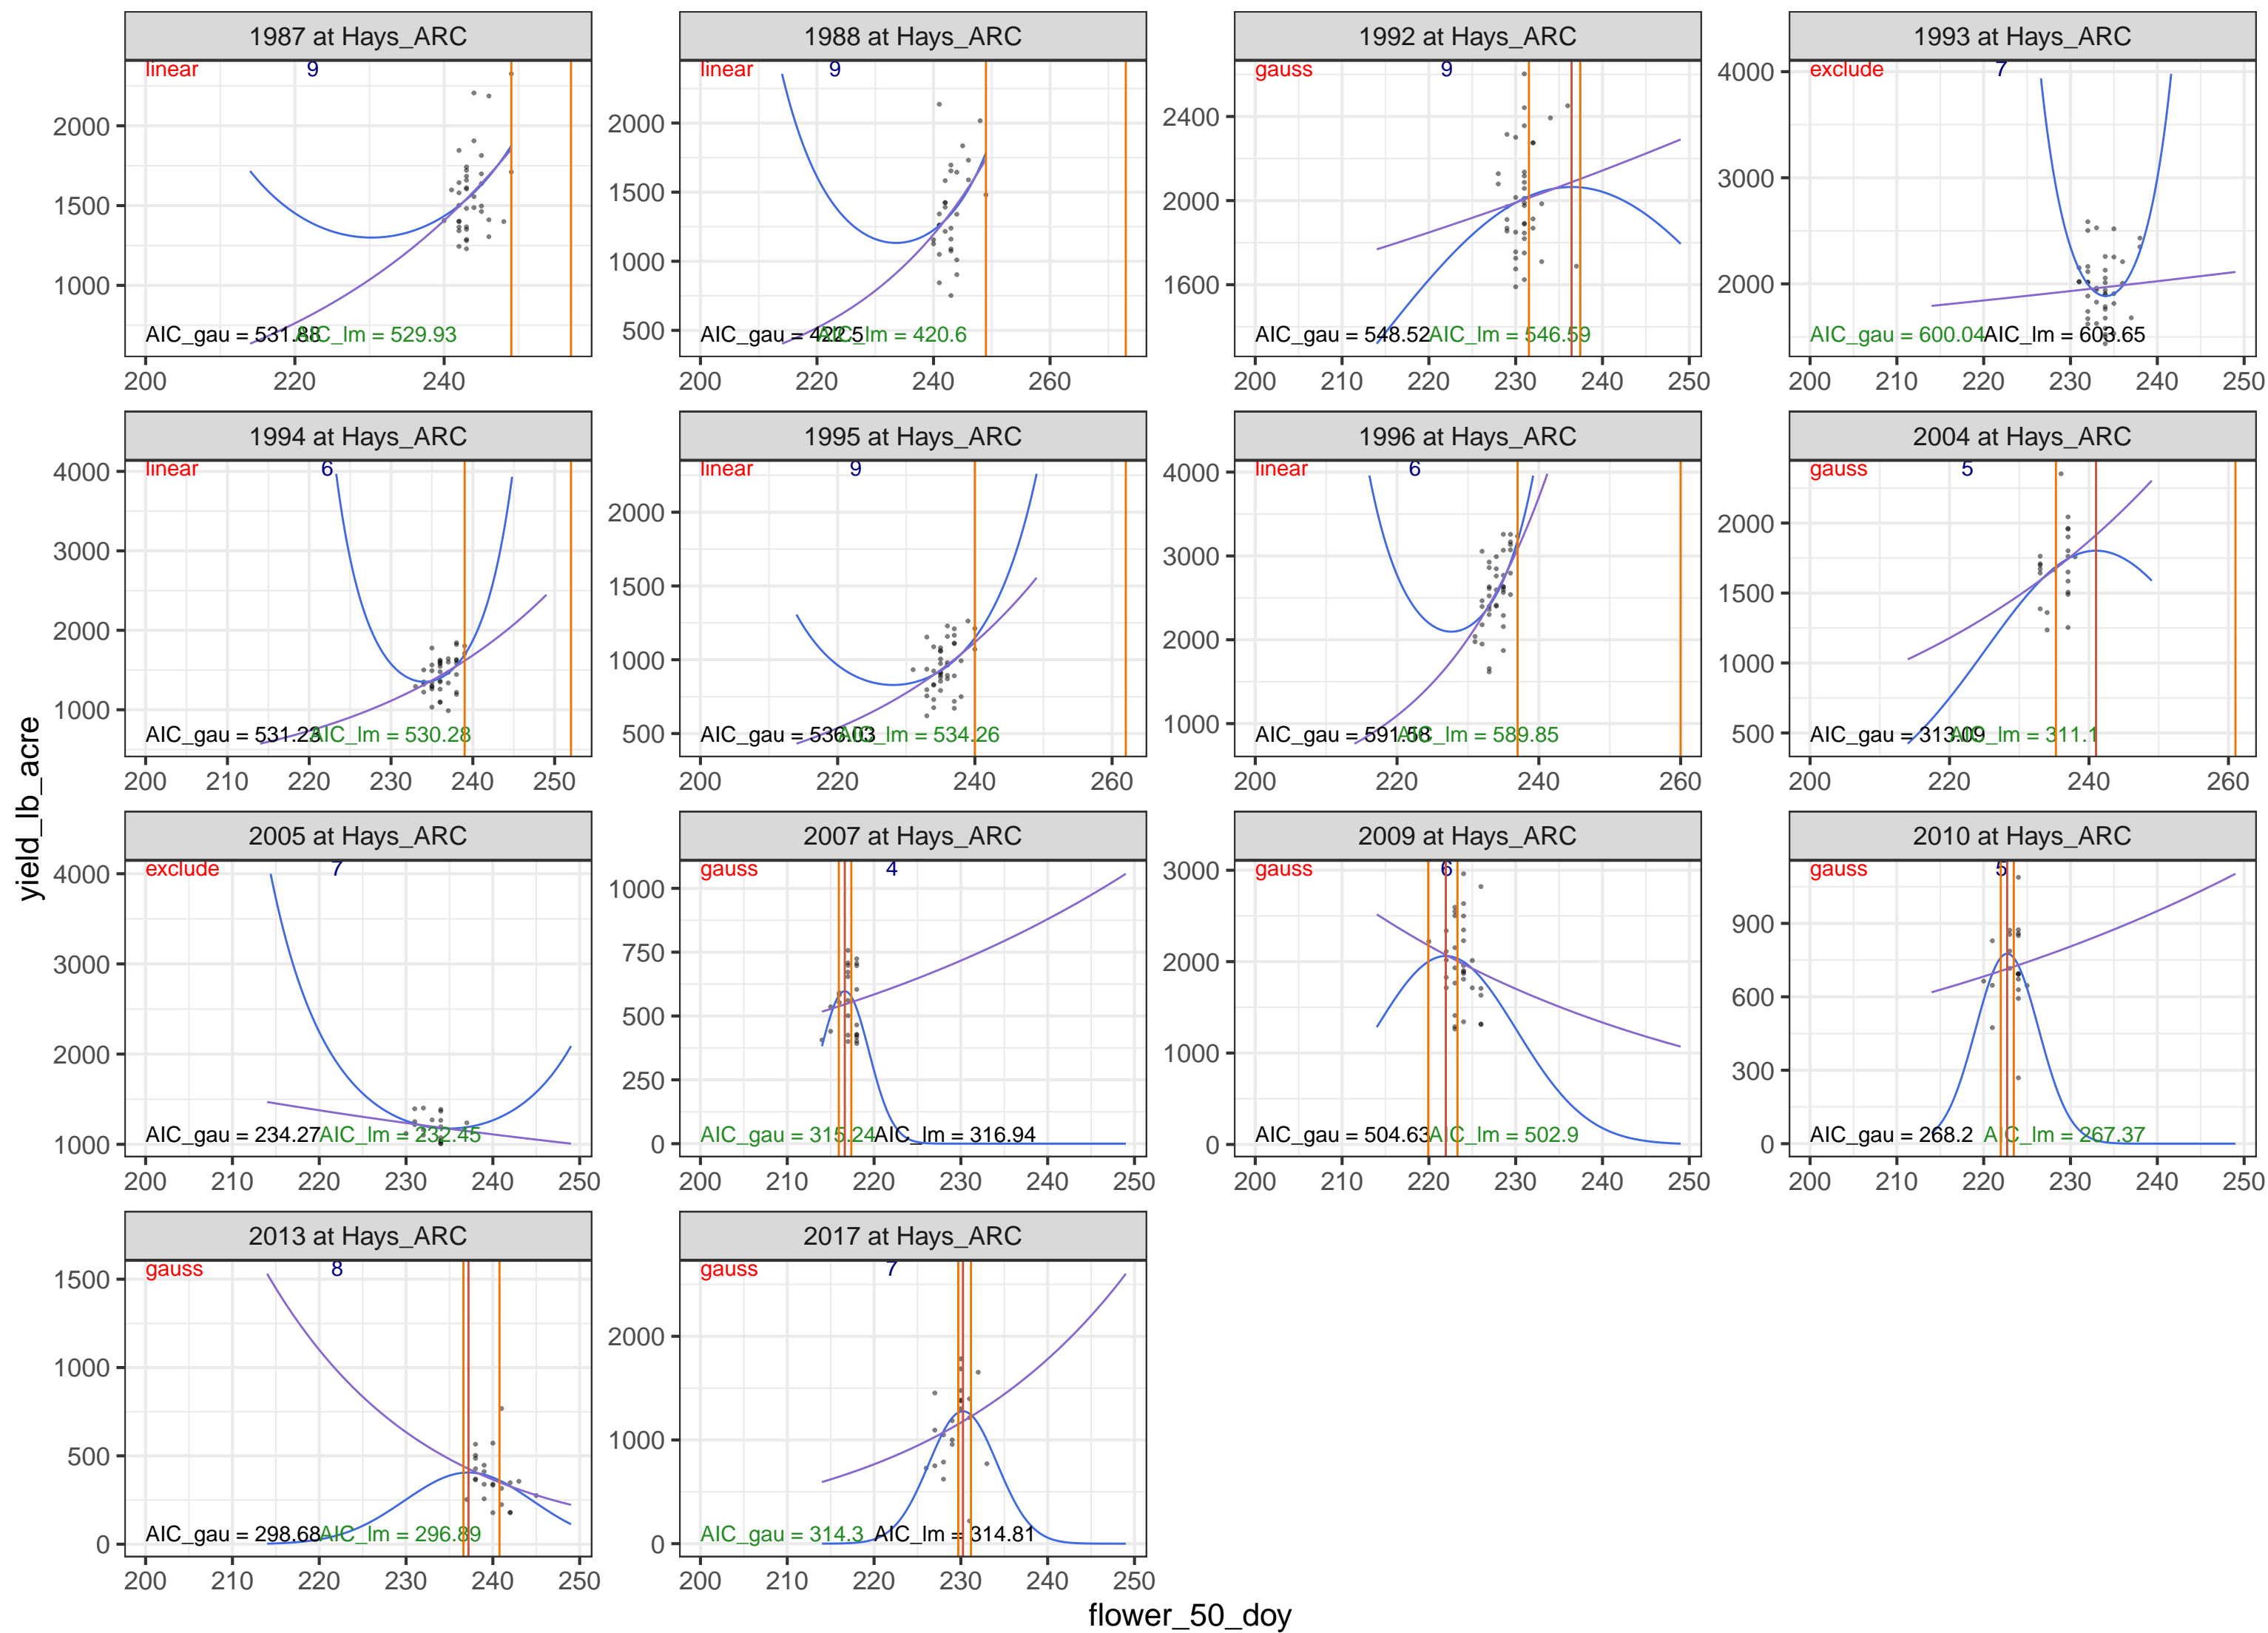 1987 at Hays_ARC
linear 9
2000
1500
1000
AIC_gau = 531.88 AIC_lm = 529.93
200 220 240
1988 at Hays_ARC
linear 9
2000
1500
1000
500
AIC_gau = 422.5 AIC_lm = 420.6
200 220 240 260
1992 at Hays_ARC
gauss 9
2400
2000
1600
AIC_gau = 548.52 AIC_lm = 546.59
200 210 220 230 240 250
1993 at Hays_ARC
exclude 7
4000
3000
2000
AIC_gau = 600.04 AIC_lm = 603.65
200 210 220 230 240 250
1994 at Hays_ARC
linear 6
4000
3000
2000
1000
AIC_gau = 531.23 AIC_lm = 530.28
200 210 220 230 240 250
1995 at Hays_ARC
linear 9
2000
1500
1000
500
AIC_gau = 536.03 AIC_lm = 534.26
200 220 240 260
1996 at Hays_ARC
linear 6
4000
3000
2000
1000
AIC_gau = 591.58 AIC_lm = 589.85
200 220 240 260
2004 at Hays_ARC
gauss 5
2000
1500
1000
500
AIC_gau = 313.09 AIC_lm = 311.1
200 220 240 260
yield_lb_acre
2005 at Hays_ARC
exclude 7
4000
3000
2000
1000
AIC_gau = 234.27 AIC_lm = 232.45
200 210 220 230 240 250
2007 at Hays_ARC
gauss 4
1000
750
500
250
0
AIC_gau = 315.24 AIC_lm = 316.94
200 210 220 230 240 250
2009 at Hays_ARC
gauss 6
3000
2000
1000
0
AIC_gau = 504.63 AIC_lm = 502.9
200 210 220 230 240 250
2010 at Hays_ARC
gauss 5
900
600
300
0
AIC_gau = 268.2 AIC_lm = 267.37
200 210 220 230 240 250
2013 at Hays_ARC
gauss 8
1500
1000
500
0
AIC_gau = 298.68 AIC_lm = 296.89
200 210 220 230 240 250
2017 at Hays_ARC
gauss 7
2000
1000
0
AIC_gau = 314.3 AIC_lm = 314.81
200 210 220 230 240 250
flower_50_doy